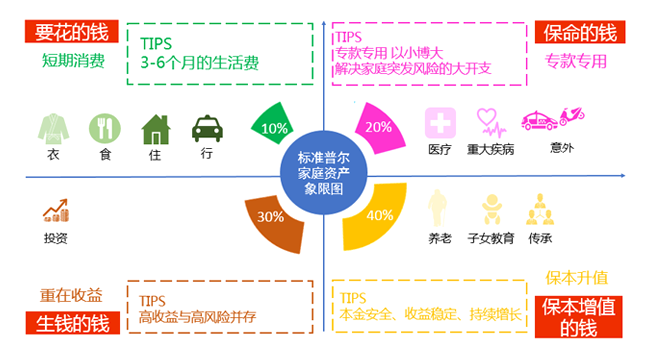 要花的钱
短期消费
TIPS
3-6个月的生活费
衣
食
住
行
10%
TIPS
专款专用 以小博大
解决家庭突发风险的大开支
保命的钱
专款专用
20%
医疗
重大疾病
意外
标准普尔
家庭资产
象限图
30%
投资
重在收益
生钱的钱
TIPS
高收益与高风险并存
40%
养老
子女教育
传承
TIPS
本金安全、收益稳定、持续增长
保本升值
保本增值
的钱